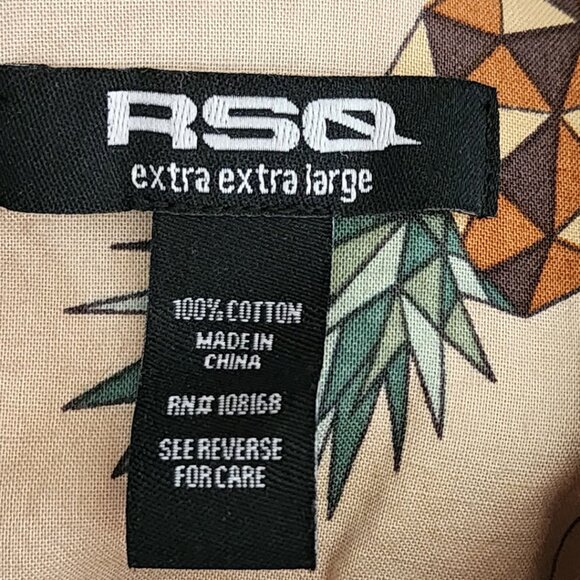 RSQ
extra extra large
100% COTTON
MADE IN
CHINA
RN# 108168
SEE REVERSE
FOR CARE